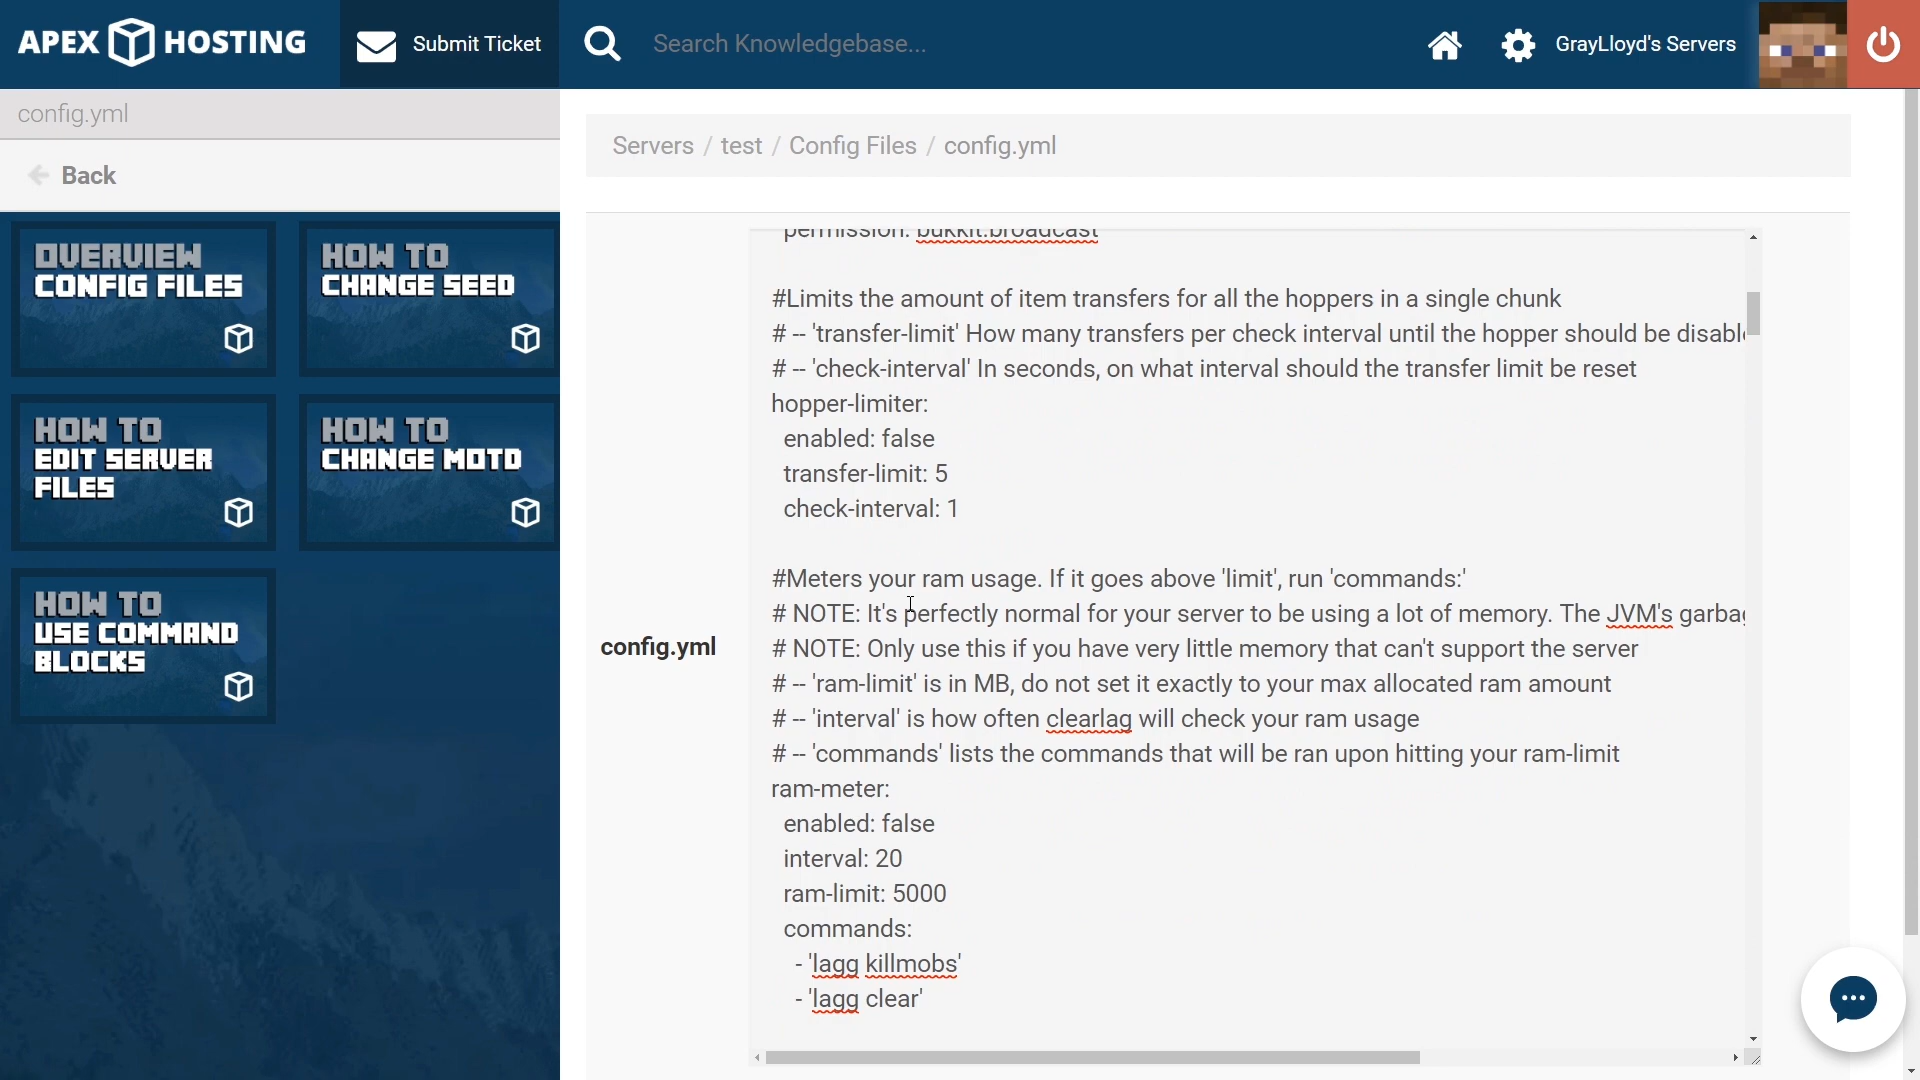 APEX HOSTING
Submit Ticket
Search Knowledgebase...
GrayLloyd's Servers
config.yml
Back
OVERVIEW
CONFIG FILES
HOW TO
CHANGE SEED
HOW TO
EDIT SERVER
FILES
HOW TO
CHANGE MOTD
HOW TO
USE COMMAND
BLOCKS
Servers / test / Config Files / config.yml
config.yml
permission: bukkit.broadcast
#Limits the amount of item transfers for all the hoppers in a single chunk
# -- 'transfer-limit' How many transfers per check interval until the hopper should be disabl
# -- 'check-interval' In seconds, on what interval should the transfer limit be reset
hopper-limiter:
enabled: false
transfer-limit: 5
check-interval: 1
#Meters your ram usage. If it goes above 'limit', run 'commands:'
# NOTE: It's perfectly normal for your server to be using a lot of memory. The JVM's garbag
# NOTE: Only use this if you have very little memory that can't support the server
# -- 'ram-limit' is in MB, do not set it exactly to your max allocated ram amount
# -- 'interval' is how often clearlag will check your ram usage
# -- 'commands' lists the commands that will be ran upon hitting your ram-limit
ram-meter:
enabled: false
interval: 20
ram-limit: 5000
commands:
- 'lagg killmobs'
- 'lagg clear'